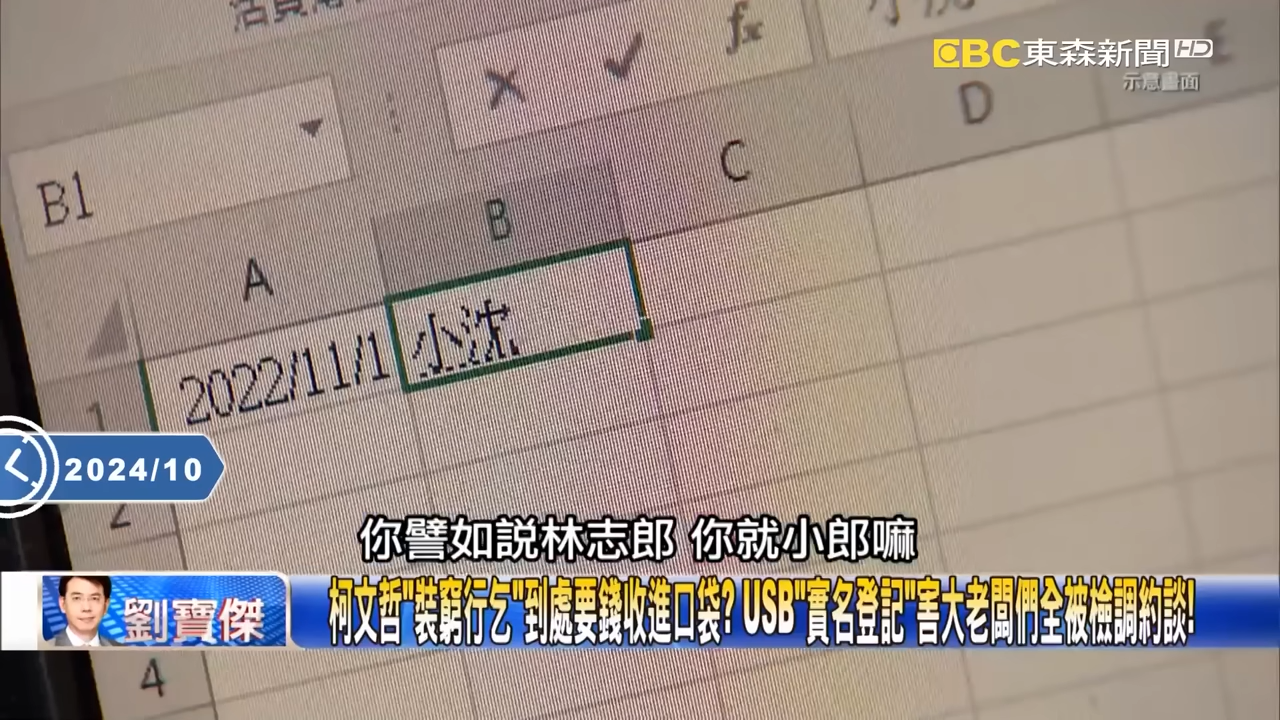 EBC東森新聞HD
示意畫面
fx
B1
A
B
C
D
E
1
2022/11/1
小沈
2
4
2024/10
你譬如説林志郎 你就小郎嘛
劉寶傑
柯文哲"裝窮行乞"到處要錢收進口袋? USB"實名登記"害大老闆們全被檢調約談!